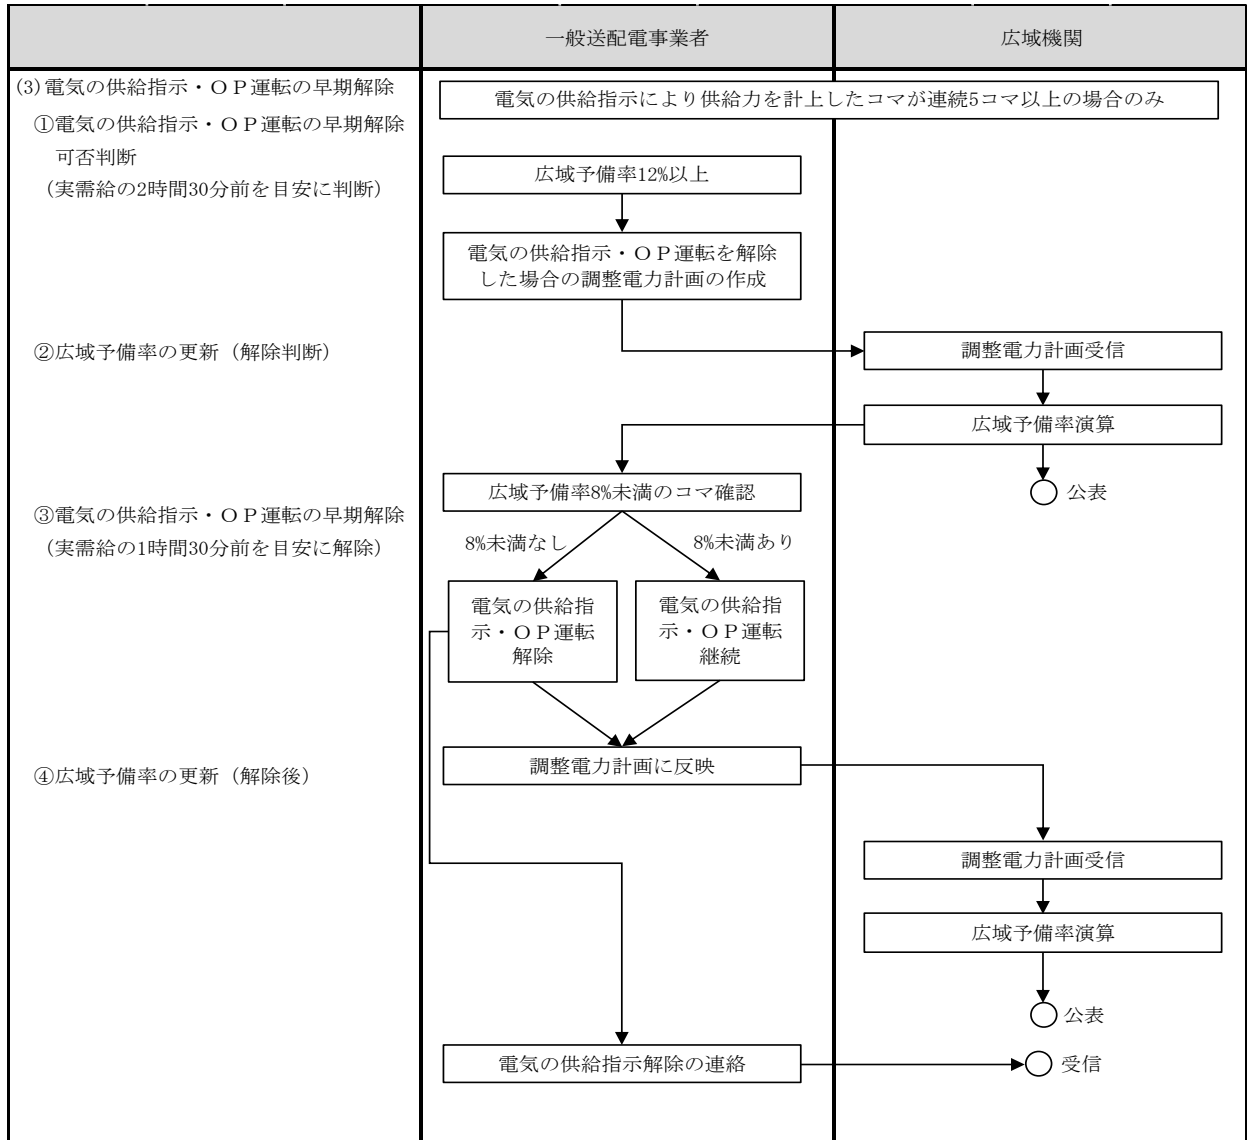 一般送配電事業者
広域機関
(3)電気の供給指示・ＯＰ運転の早期解除
電気の供給指示により供給力を計上したコマが連続5コマ以上の場合のみ
①電気の供給指示・ＯＰ運転の早期解除
可否判断
（実需給の2時間30分前を目安に判断）
広域予備率12%以上
電気の供給指示・ＯＰ運転を解除
した場合の調整電力計画の作成
②広域予備率の更新（解除判断）
調整電力計画受信
広域予備率演算
公表
広域予備率8%未満のコマ確認
③電気の供給指示・ＯＰ運転の早期解除
（実需給の1時間30分前を目安に解除）
8%未満なし
8%未満あり
電気の供給指
示・ＯＰ運転
解除
電気の供給指
示・ＯＰ運転
継続
調整電力計画に反映
④広域予備率の更新（解除後）
調整電力計画受信
広域予備率演算
公表
電気の供給指示解除の連絡
受信